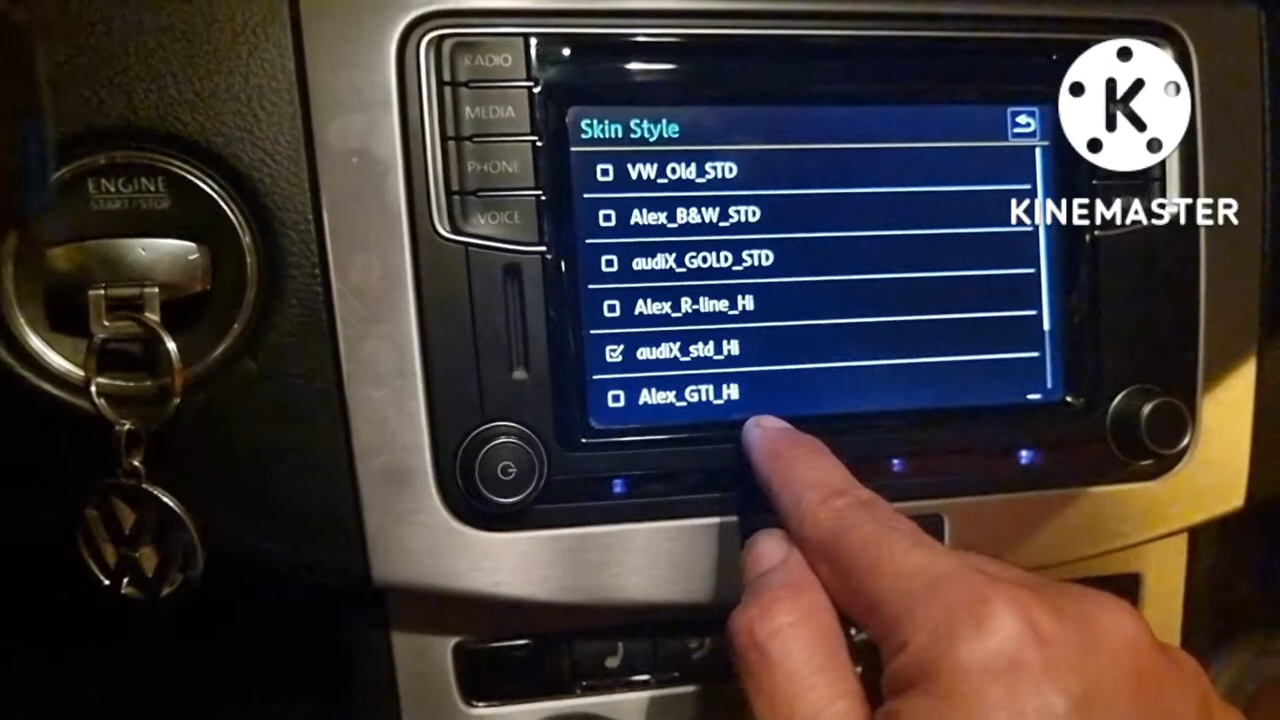 RADIO
MEDIA
PHONE
VOICE
ENGINE
START/STOP
Skin Style
VW_Old_STD
Alex_B&W_STD
audiX_GOLD_STD
Alex_R-line_Hi
audiX_std_Hi
Alex_GTI_Hi
K
KINEMASTER